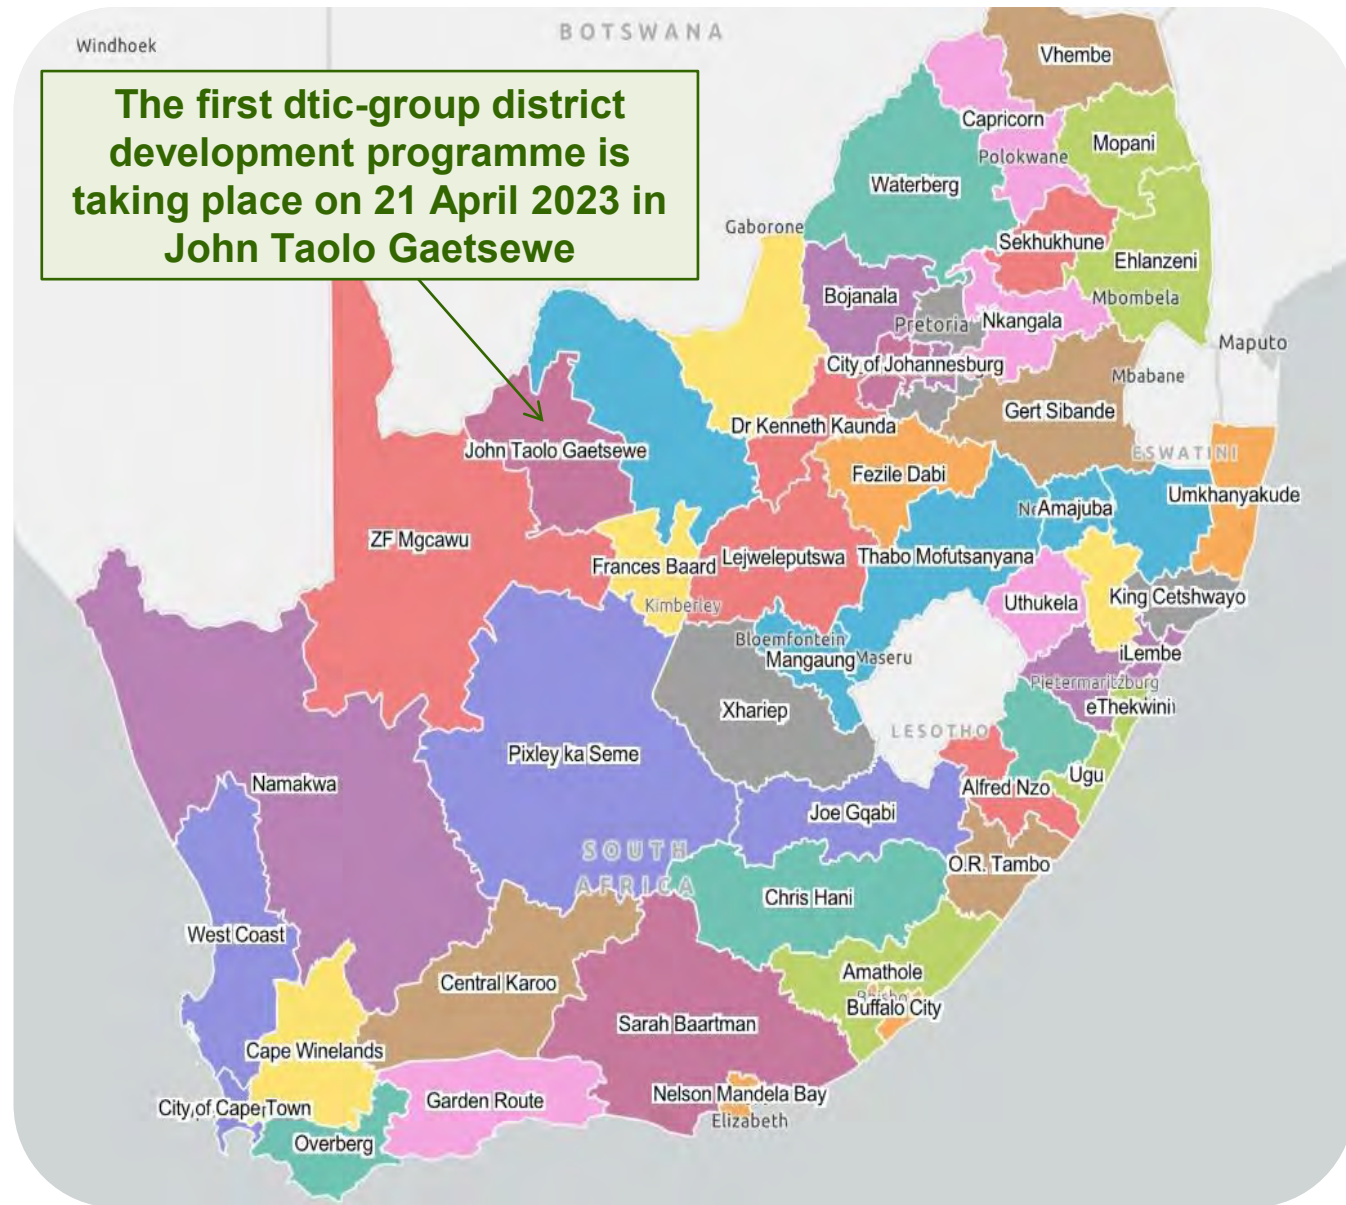 Windhoek
BOTSWANA
The first dtic-group district
development programme is
taking place on 21 April 2023 in
John Taolo Gaetsewe
Vhembe
Capricorn
Polokwane
Mopani
Waterberg
Gaborone
Sekhukhune
Ehlanzeni
Bojanala
Mbombela
Pretoria
Nkangala
Maputo
City of Johannesburg
Mbabane
Gert Sibande
Dr Kenneth Kaunda
John Taolo Gaetsewe
ESWATINI
Fezile Dabi
Umkhanyakude
Amajuba
ZF Mgcawu
Frances Baard
Lejweleputswa
Thabo Mofutsanyana
Kimberley
Uthukela
King Cetshwayo
Bloemfontein
Mangaung
Maseru
iLembe
Pietermaritzburg
eThekwini
Xhariep
LESOTHO
Pixley ka Seme
Namakwa
Alfred Nzo
Ugu
Joe Gqabi
SOUTH
AFRICA
O.R. Tambo
Chris Hani
West Coast
Amathole
Central Karoo
Buffalo City
Sarah Baartman
Cape Winelands
Nelson Mandela Bay
Garden Route
City of Cape Town
Elizabeth
Overberg